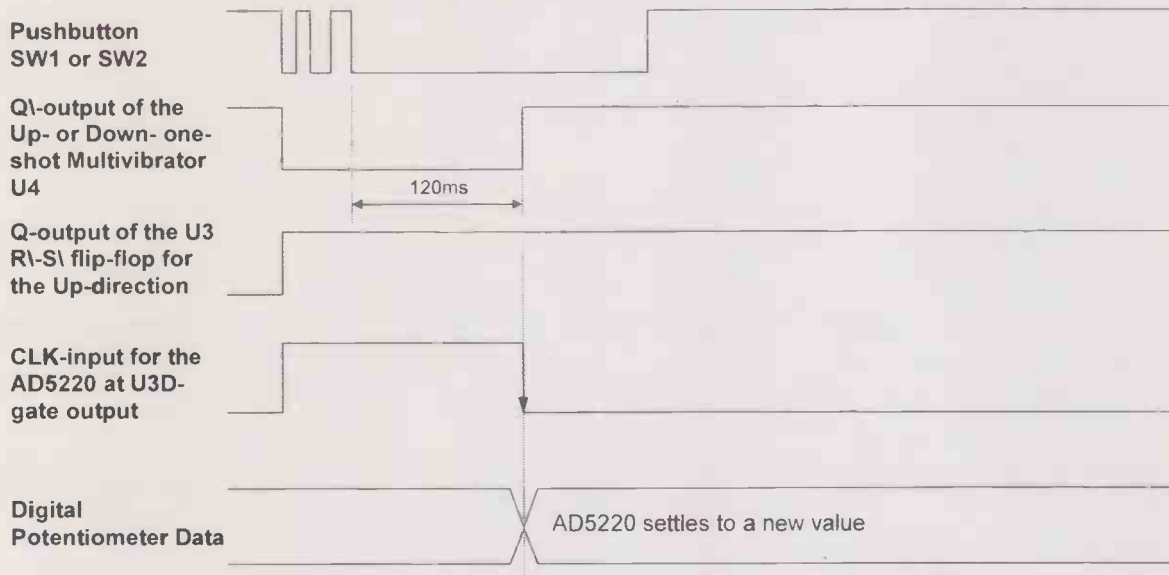 Pushbutton
SW1 or SW2
Q\-output of the
Up- or Down- one-
shot Multivibrator
U4
120ms
Q-output of the U3
R\-S\ flip-flop for
the Up-direction
CLK-input for the
AD5220 at U3D-
gate output
Digital
Potentiometer Data
AD5220 settles to a new value